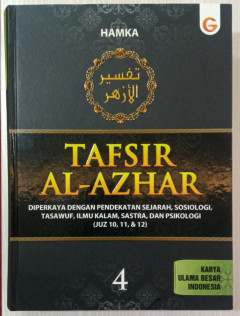 HAMKA
G
تفسير
الأزهر
TAFSIR
AL-AZHAR
DIPERKAYA DENGAN PENDEKATAN SEJARAH, SOSIOLOGI,
TASAWUF, ILMU KALAM, SASTRA, DAN PSIKOLOGI
(JUZ 10, 11, & 12)
4
KARYA
ULAMA BESAR
INDONESIA